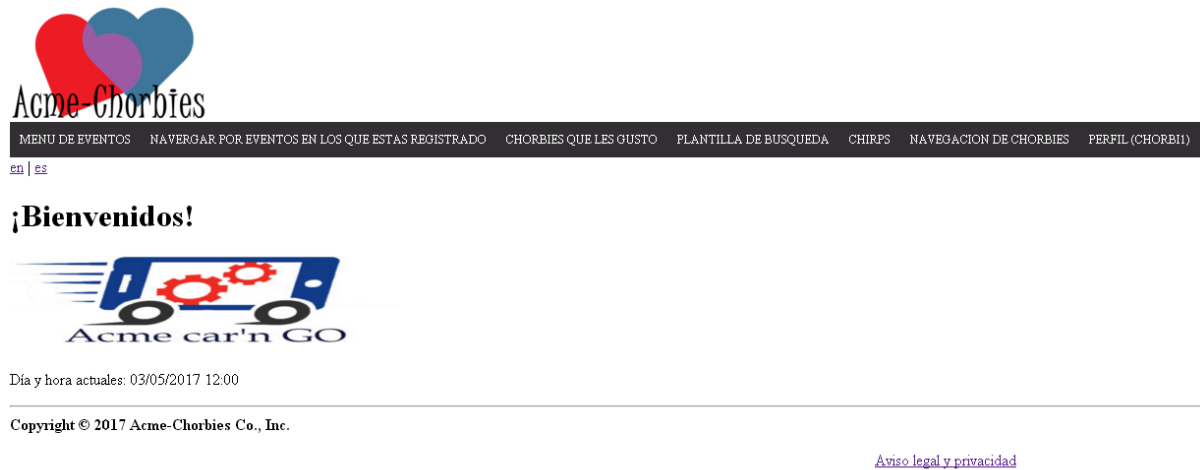 Acme-Chorbies
MENU DE EVENTOS NAVERGAR POR EVENTOS EN LOS QUE ESTAS REGISTRADO CHORBIES QUE LES GUSTO PLANTILLA DE BUSQUEDA CHIRPS NAVEGACION DE CHORBIES PERFIL (CHORBI1)
en | es
¡Bienvenidos!
Acme car'n GO
Día y hora actuales: 03/05/2017 12:00
Copyright © 2017 Acme-Chorbies Co., Inc.
Aviso legal y privacidad